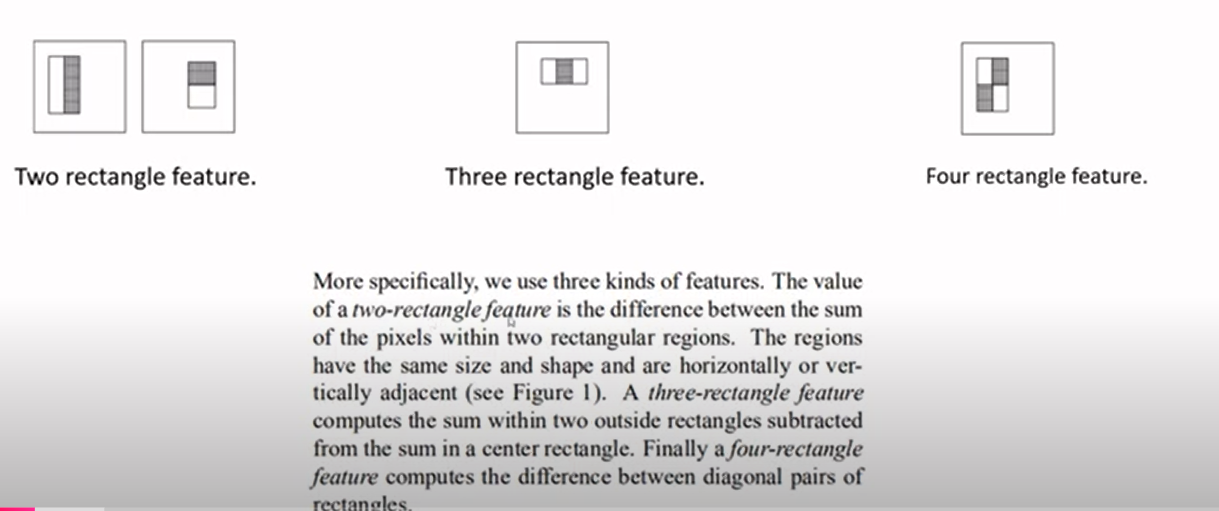 Two rectangle feature.
Three rectangle feature.
Four rectangle feature.
More specifically, we use three kinds of features. The value
of a two-rectangle feature is the difference between the sum
of the pixels within two rectangular regions. The regions
have the same size and shape and are horizontally or ver-
tically adjacent (see Figure 1). A three-rectangle feature
computes the sum within two outside rectangles subtracted
from the sum in a center rectangle. Finally a four-rectangle
feature computes the difference between diagonal pairs of
rectangles.